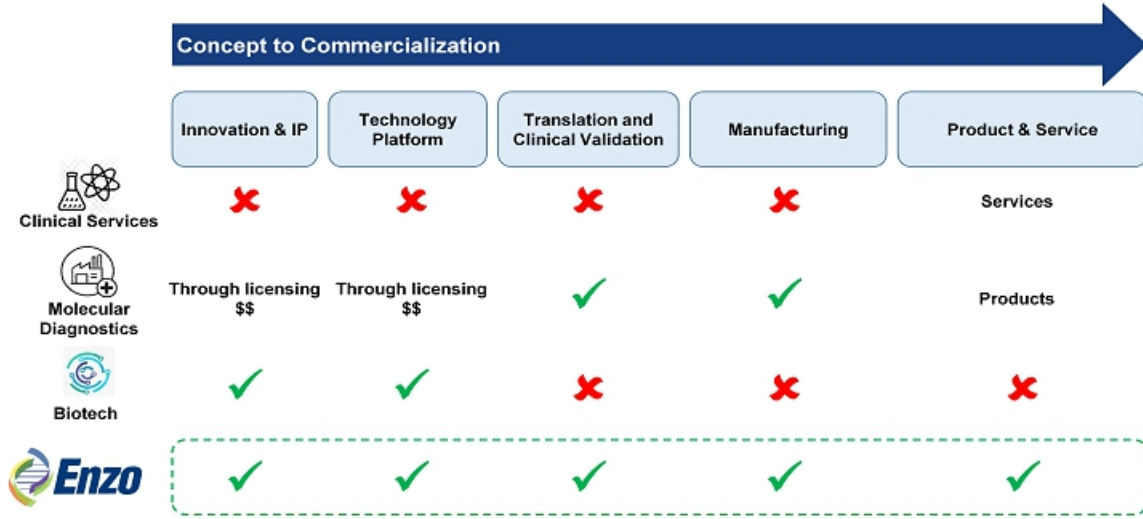 Concept to Commercialization
Innovation & IP
Technology
Platform
Translation and
Clinical Validation
Manufacturing
Product & Service
Clinical Services
Services
Molecular
Diagnostics
Through licensing
$$
Through licensing
$$
Products
Biotech
Enzo